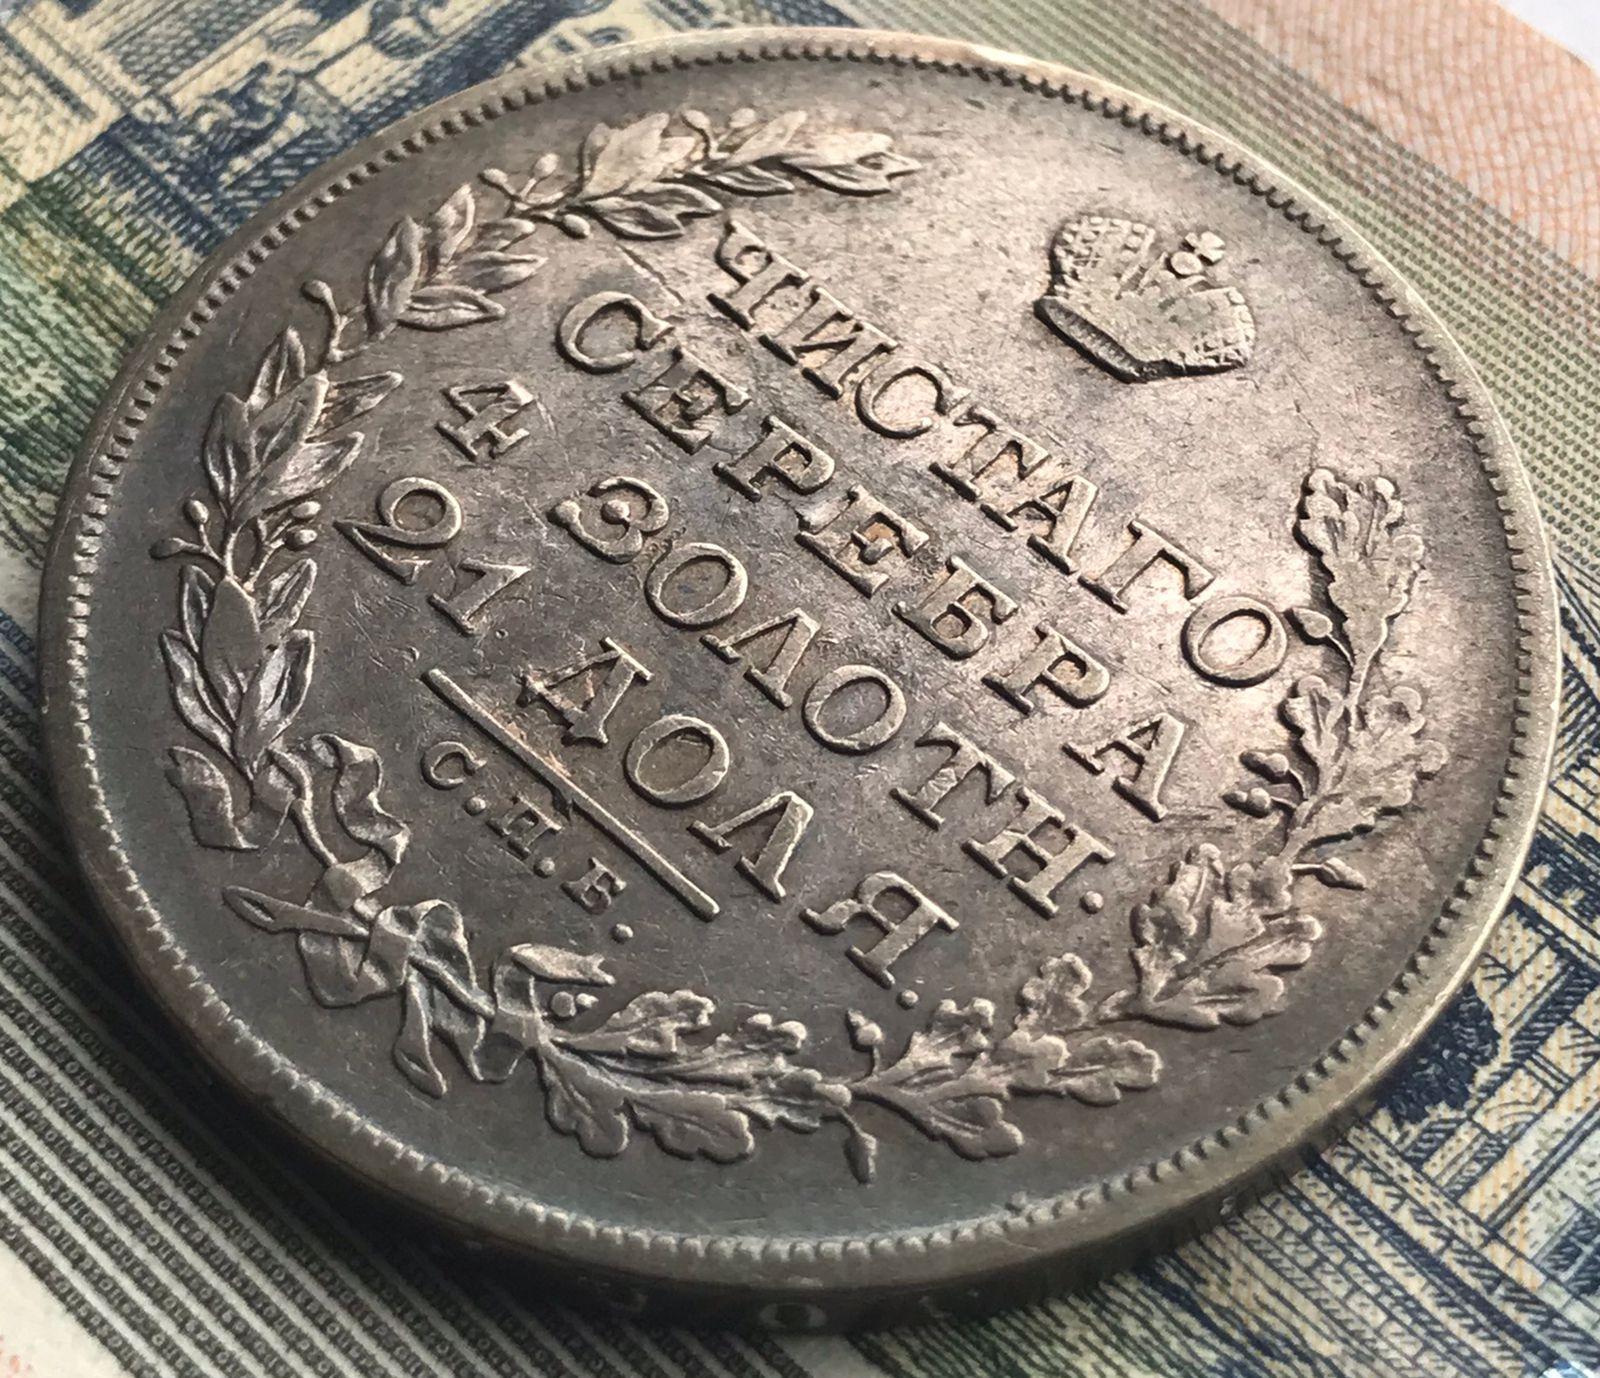 ЧИСТАГО
СЕРЕБРА
4 ЗОЛОТН.
21 ДОЛЯ.
С.П.Б.